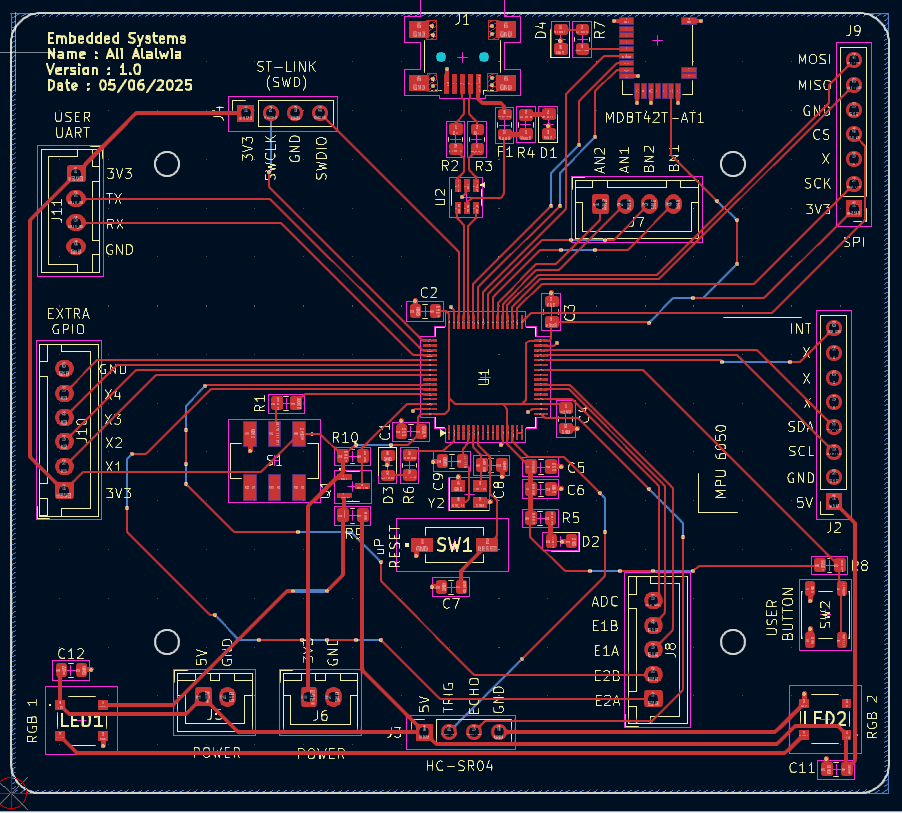 Embedded Systems
Name : Ali Alalwia
Version : 1.0
Date : 05/06/2025
J1
D4
R7
J9
MOSI
MISO
GND
CS
X
SCK
3V3
SPI
ST-LINK
(SWD)
3V3
SWCLK
GND
SWDIO
MDBT42T-AT1
USER
UART
J11
3V3
TX
RX
GND
R2
R3
F1
R4
D1
U2
AN2
AN1
BN2
BN1
J7
C2
C3
U1
C4
EXTRA
GPIO
J10
GND
X4
X3
X2
X1
3V3
INT
X
X
X
SDA
SCL
GND
5V
J2
MPU 6050
R1
S1
R10
C1
D3
R6
C9
C8
Y2
C5
C6
R5
D2
uP
RESET
SW1
C7
R8
USER
BUTTON
SW2
ADC
E1B
E1A
E2B
E2A
J8
C12
RGB 1
LED1
5V
GND
J5
POWER
3V3
GND
J6
POWER
5V
TRIG
ECHO
GND
J3
HC-SR04
LED2
RGB 2
C11